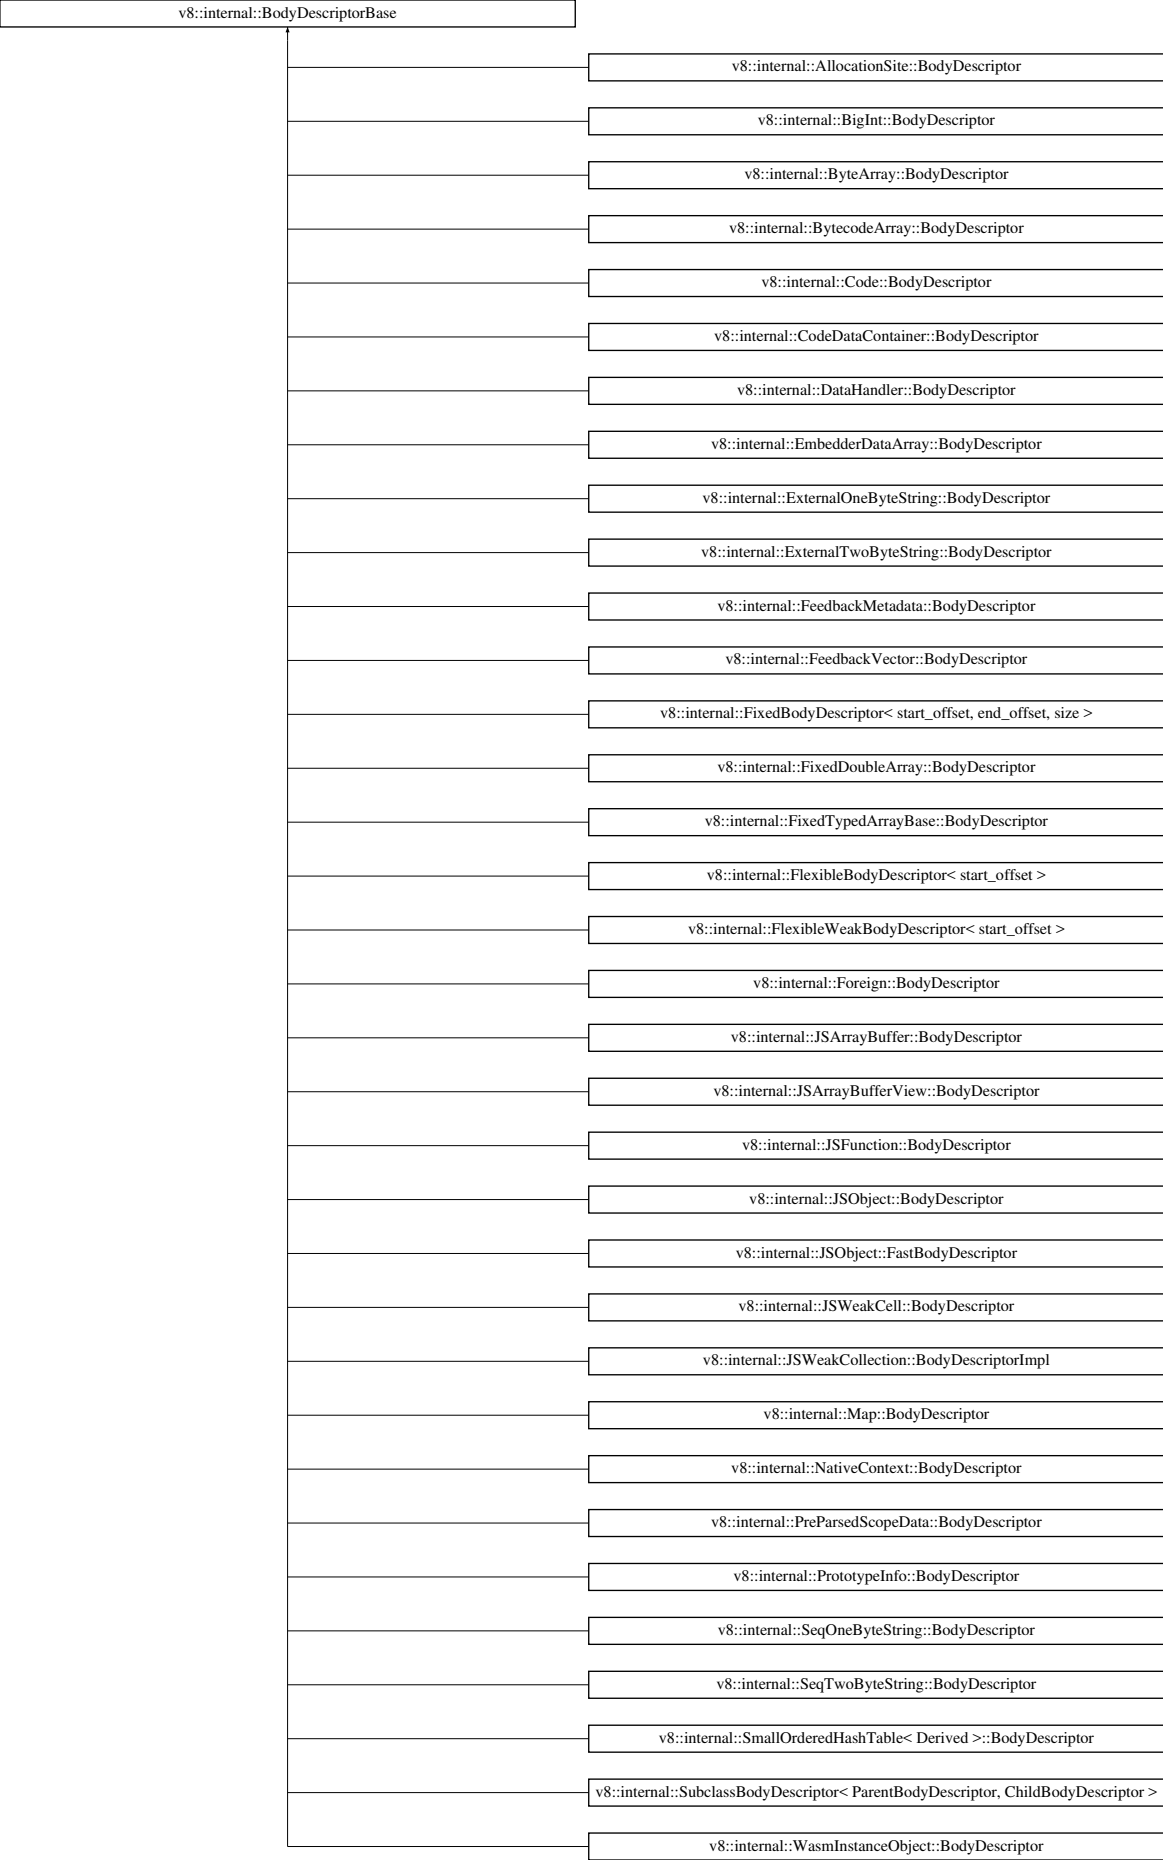 v8::internal::BodyDescriptorBase
v8::internal::AllocationSite::BodyDescriptor
v8::internal::BigInt::BodyDescriptor
v8::internal::ByteArray::BodyDescriptor
v8::internal::BytecodeArray::BodyDescriptor
v8::internal::Code::BodyDescriptor
v8::internal::CodeDataContainer::BodyDescriptor
v8::internal::DataHandler::BodyDescriptor
v8::internal::EmbedderDataArray::BodyDescriptor
v8::internal::ExternalOneByteString::BodyDescriptor
v8::internal::ExternalTwoByteString::BodyDescriptor
v8::internal::FeedbackMetadata::BodyDescriptor
v8::internal::FeedbackVector::BodyDescriptor
v8::internal::FixedBodyDescriptor< start_offset, end_offset, size >
v8::internal::FixedDoubleArray::BodyDescriptor
v8::internal::FixedTypedArrayBase::BodyDescriptor
v8::internal::FlexibleBodyDescriptor< start_offset >
v8::internal::FlexibleWeakBodyDescriptor< start_offset >
v8::internal::Foreign::BodyDescriptor
v8::internal::JSArrayBuffer::BodyDescriptor
v8::internal::JSArrayBufferView::BodyDescriptor
v8::internal::JSFunction::BodyDescriptor
v8::internal::JSObject::BodyDescriptor
v8::internal::JSObject::FastBodyDescriptor
v8::internal::JSWeakCell::BodyDescriptor
v8::internal::JSWeakCollection::BodyDescriptorImpl
v8::internal::Map::BodyDescriptor
v8::internal::NativeContext::BodyDescriptor
v8::internal::PreParsedScopeData::BodyDescriptor
v8::internal::PrototypeInfo::BodyDescriptor
v8::internal::SeqOneByteString::BodyDescriptor
v8::internal::SeqTwoByteString::BodyDescriptor
v8::internal::SmallOrderedHashTable< Derived >::BodyDescriptor
v8::internal::SubclassBodyDescriptor< ParentBodyDescriptor, ChildBodyDescriptor >
v8::internal::WasmInstanceObject::BodyDescriptor